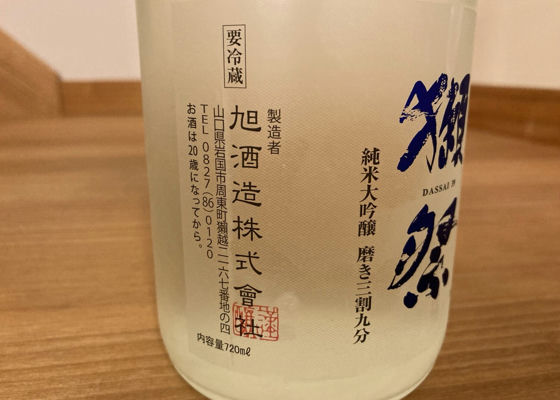 獺祭
DASSAI 39
純米大吟醸 磨き三割九分
要冷蔵
製造者
旭酒造株式會社
山口県岩国市周東町獺越二一六七番地の四
TEL 0827(86)0120
お酒は20歳になってから。
内容量720ml